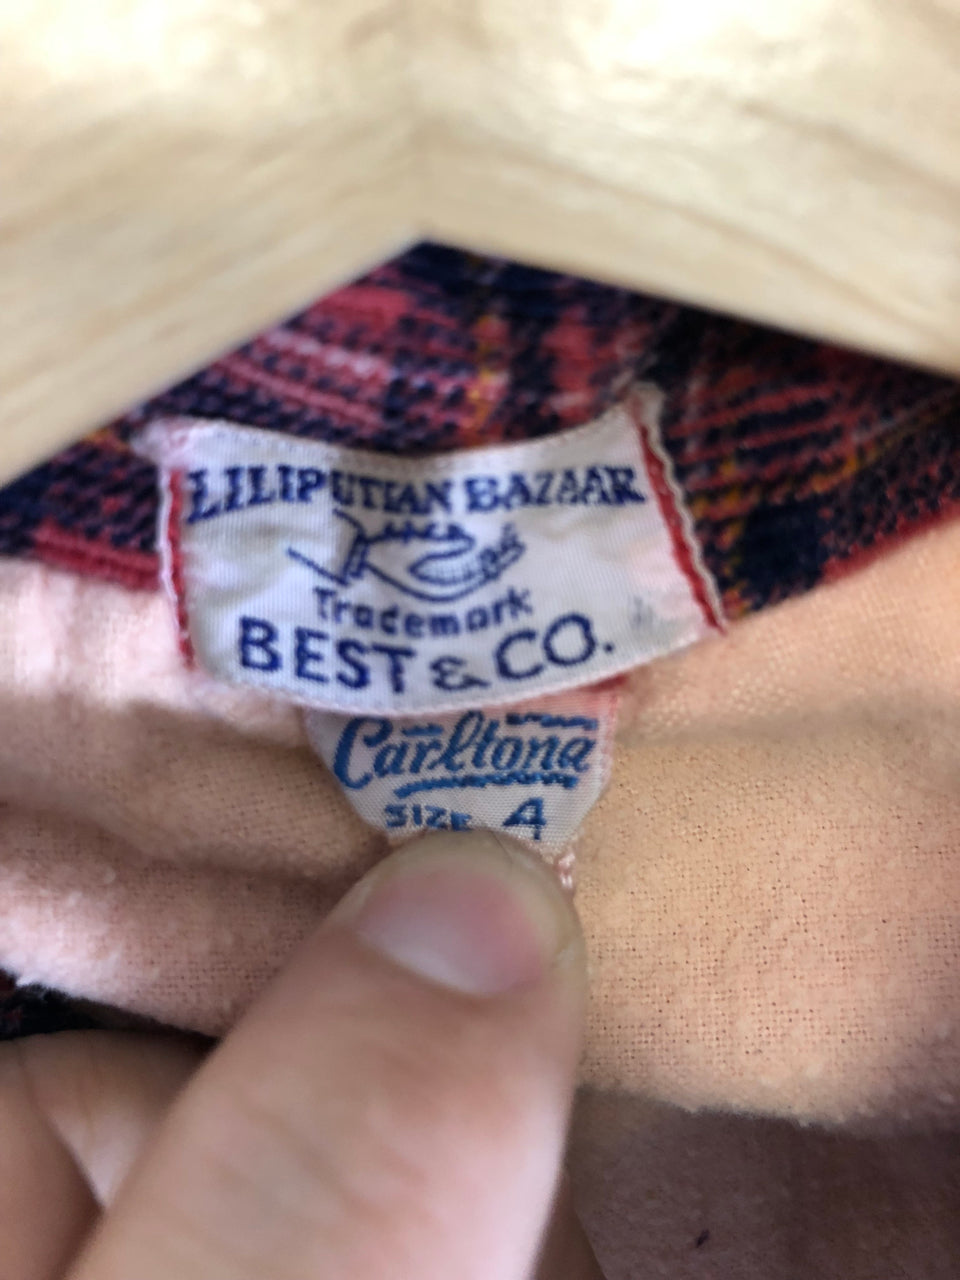 LILIPUTIAN BAZAAR
Trademark
BEST & CO.
Carltona
SIZE 4